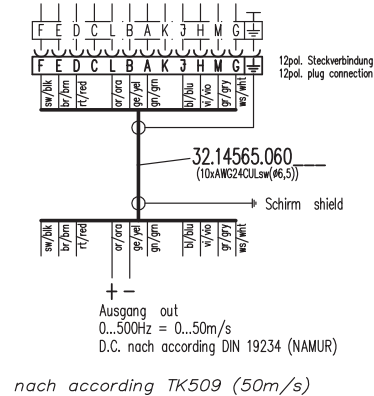 F E D C L B A K J H M G
F E D C L B A K J H M G
12pol. Steckverbindung
12pol. plug connection
sw/blk br/brn rt/red or/ora ge/yel gn/grn bl/blu vi/vio gr/gry ws/wht
32.14565.060___
(10xAWG24CULsw(ø6,5))
Schirm shield
sw/blk br/brn rt/red or/ora ge/yel gn/grn bl/blu vi/vio gr/gry ws/wht
+ −
Ausgang out
0...500Hz = 0...50m/s
D.C. nach according DIN 19234 (NAMUR)
nach according TK509 (50m/s)